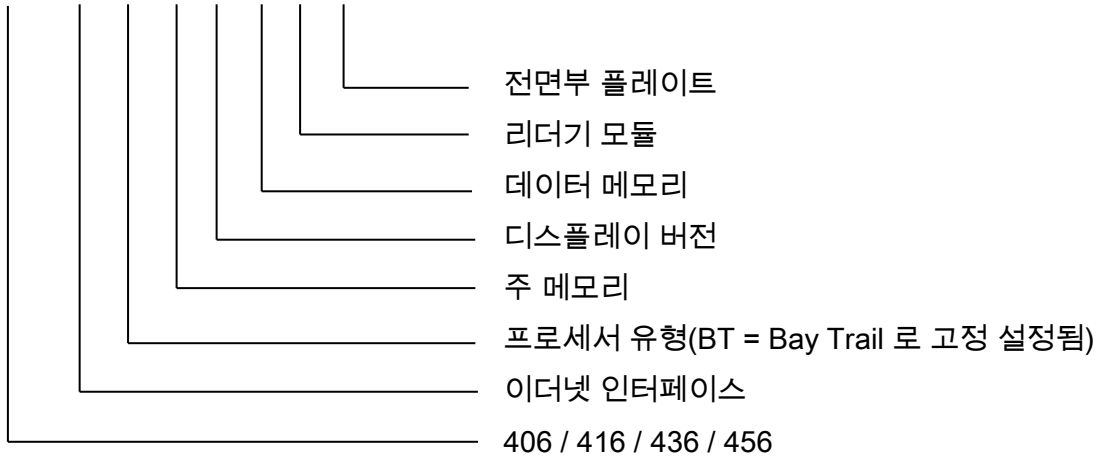 전면부 플레이트
리더기 모듈
데이터 메모리
디스플레이 버전
주 메모리
프로세서 유형(BT = Bay Trail 로 고정 설정됨)
이더넷 인터페이스
406 / 416 / 436 / 456